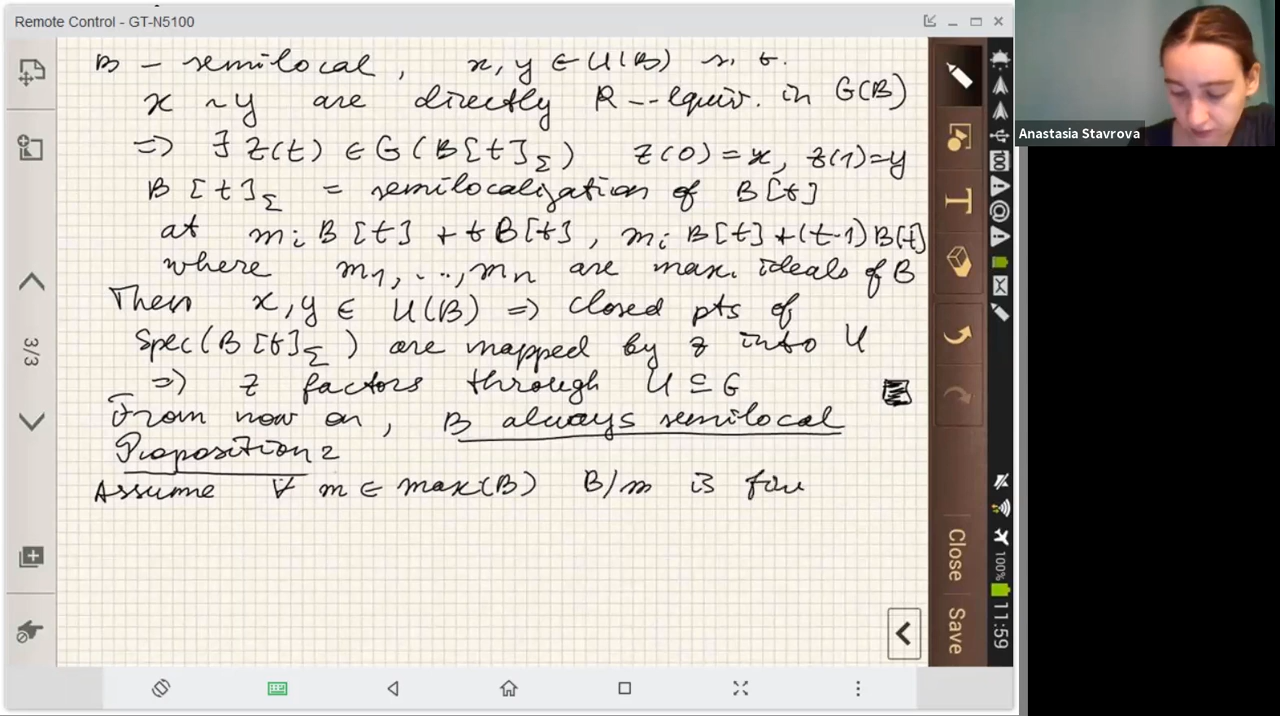 Remote Control - GT-N5100
B - semilocal, x, y ∈ U(B) s. t.
x ~ y are directly R--equiv. in G(B)
=> ∃ z(t) ∈ G(B[t]_Σ) z(0) = x, z(1) = y
B[t]_Σ = semilocalization of B[t]
at m_i B[t] + t B[t], m_i B[t] + (t-1) B[t]
where m_1, ..., m_n are max. ideals of B
Then x, y ∈ U(B) => closed pts of
Spec(B[t]_Σ) are mapped by z into U
=> z factors through U ⊆ G
From now on, B always semilocal
Proposition 2
Assume ∀ m ∈ max(B) B/m is fin
3/3
Close
Save
100%
11:59
Anastasia Stavrova